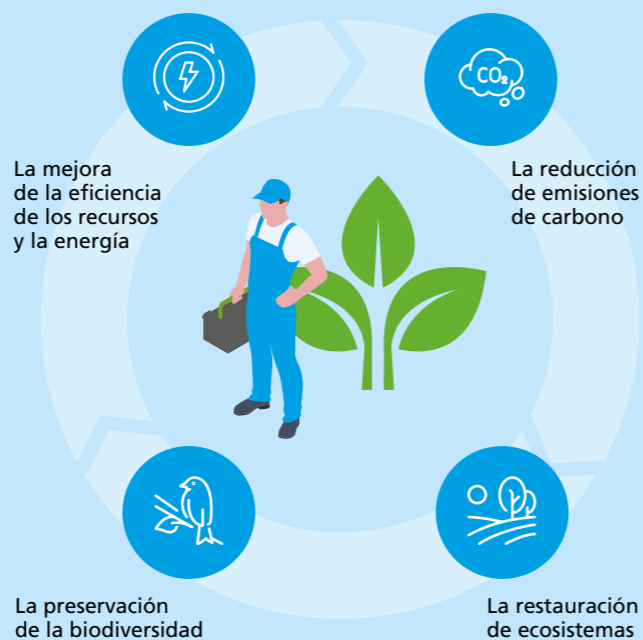 CO₂
La mejora
de la eficiencia
de los recursos
y la energía
La reducción
de emisiones
de carbono
La preservación
de la biodiversidad
La restauración
de ecosistemas